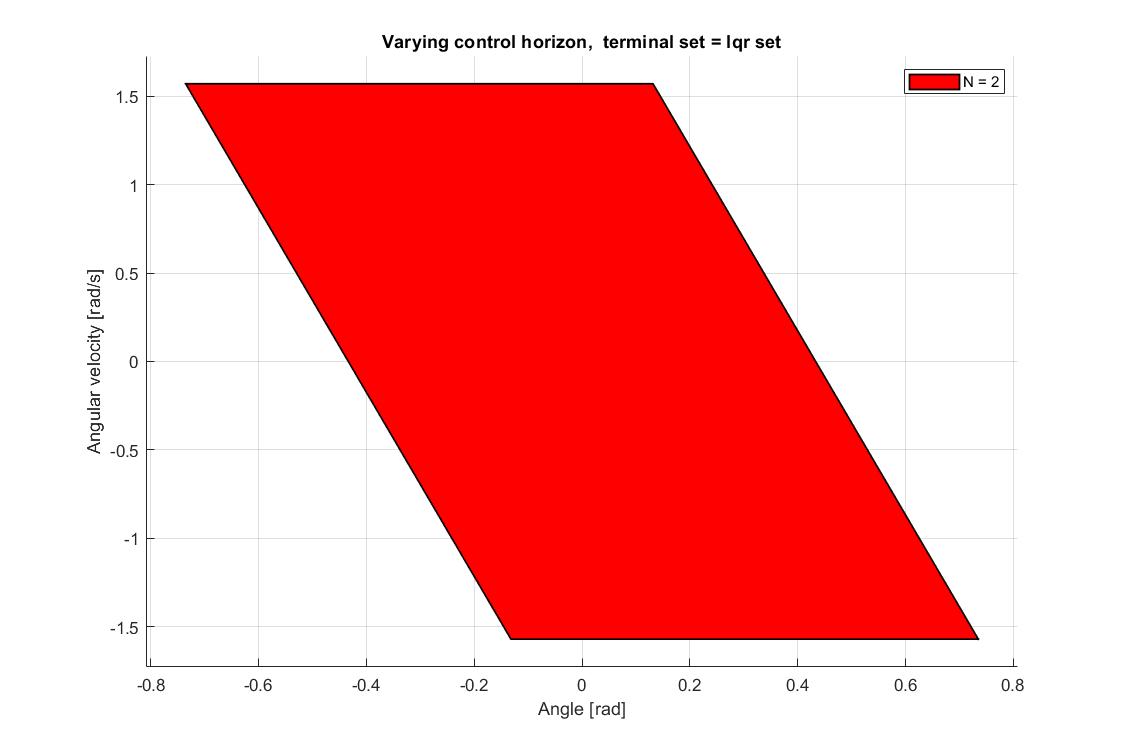 Varying control horizon,  terminal set = lqr set
N = 2
1.5
1
0.5
0
-0.5
-1
-1.5
Angular velocity [rad/s]
-0.8 -0.6 -0.4 -0.2 0 0.2 0.4 0.6 0.8
Angle [rad]